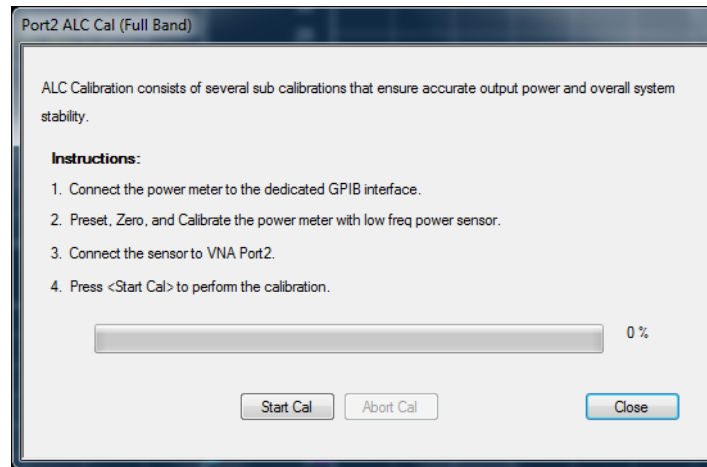 Port2 ALC Cal (Full Band)
ALC Calibration consists of several sub calibrations that ensure accurate output power and overall system
stability.
Instructions:
1. Connect the power meter to the dedicated GPIB interface.
2. Preset, Zero, and Calibrate the power meter with low freq power sensor.
3. Connect the sensor to VNA Port2.
4. Press <Start Cal> to perform the calibration.
0 %
Start Cal
Abort Cal
Close